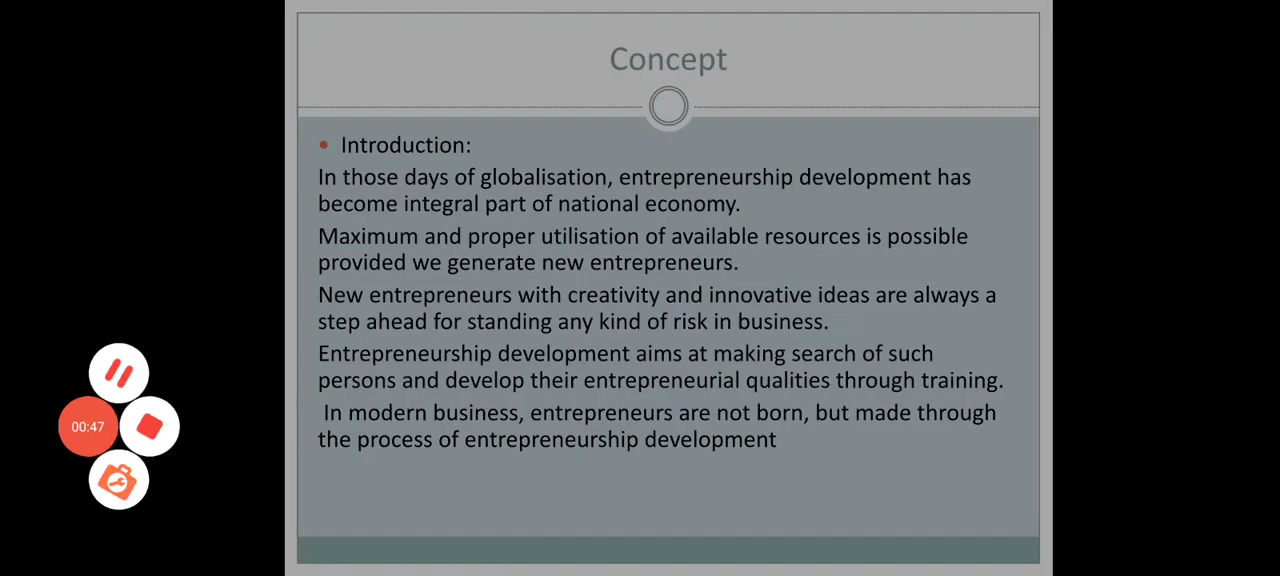 Concept
• Introduction:
In those days of globalisation, entrepreneurship development has
become integral part of national economy.
Maximum and proper utilisation of available resources is possible
provided we generate new entrepreneurs.
New entrepreneurs with creativity and innovative ideas are always a
step ahead for standing any kind of risk in business.
Entrepreneurship development aims at making search of such
persons and develop their entrepreneurial qualities through training.
In modern business, entrepreneurs are not born, but made through
the process of entrepreneurship development
00:47